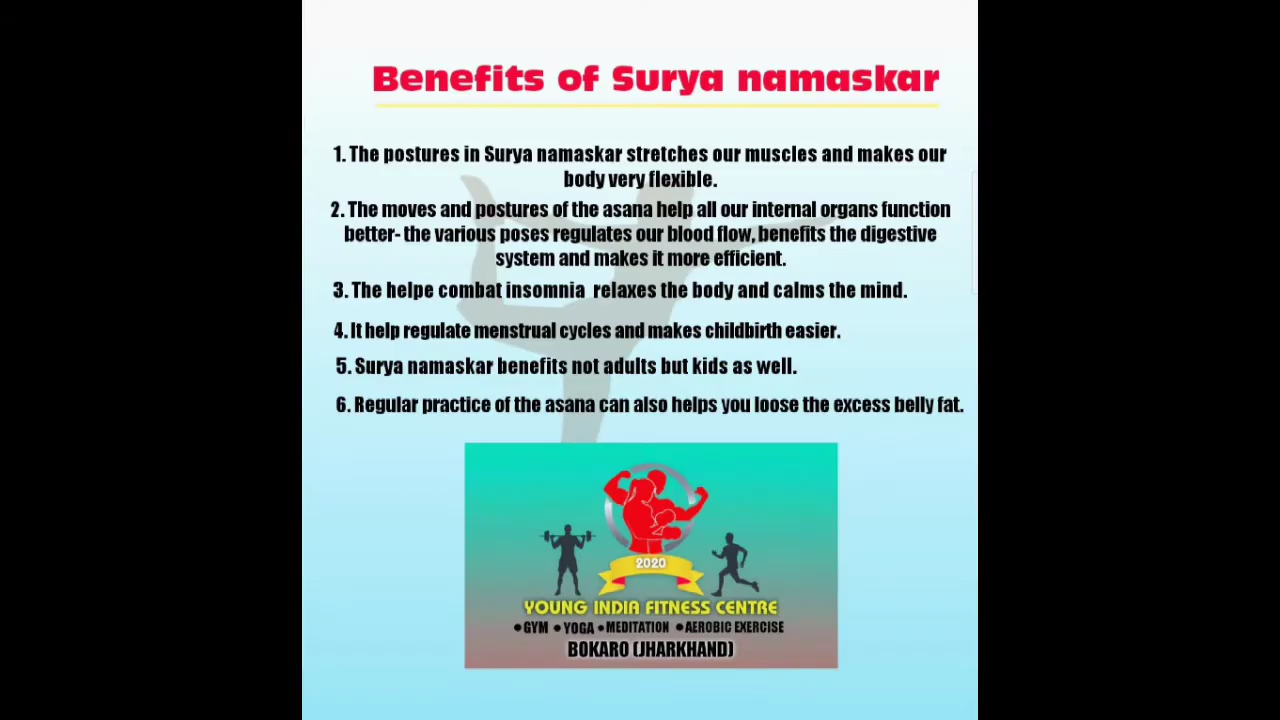 Benefits of Surya namaskar
1. The postures in Surya namaskar stretches our muscles and makes our
body very flexible.
2. The moves and postures of the asana help all our internal organs function
better- the various poses regulates our blood flow, benefits the digestive
system and makes it more efficient.
3. The helpe combat insomnia relaxes the body and calms the mind.
4. It help regulate menstrual cycles and makes childbirth easier.
5. Surya namaskar benefits not adults but kids as well.
6. Regular practice of the asana can also helps you loose the excess belly fat.
2020
YOUNG INDIA FITNESS CENTRE
•GYM •YOGA •MEDITATION •AEROBIC EXERCISE
BOKARO (JHARKHAND)